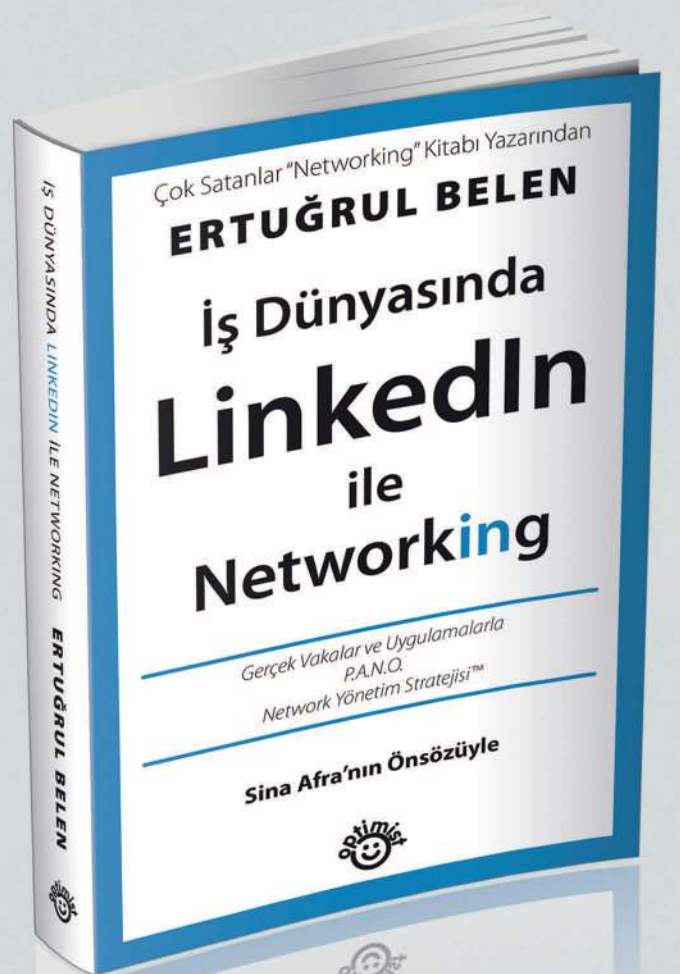 Çok Satanlar "Networking" Kitabı Yazarından
ERTUĞRUL BELEN
İş Dünyasında
LinkedIn
ile
Networking
Gerçek Vakalar ve Uygulamalarla
P.A.N.O.
Network Yönetim Stratejisi™
Sina Afra'nın Önsözüyle
optimist
İŞ DÜNYASINDA LINKEDIN İLE NETWORKING ERTUĞRUL BELEN
optimist